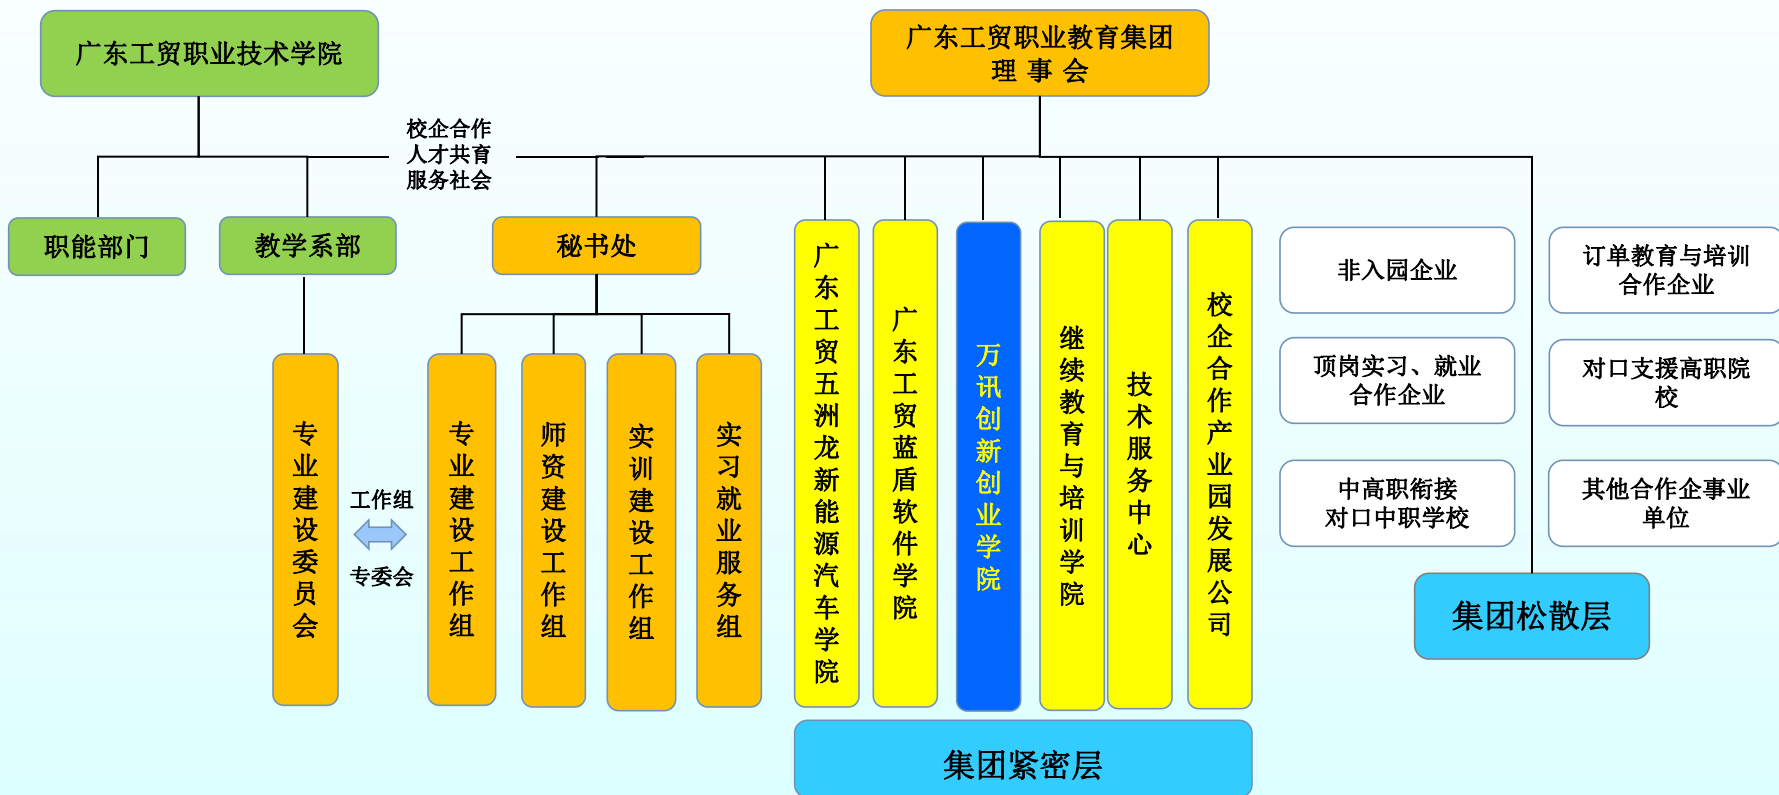 广东工贸职业技术学院
广东工贸职业教育集团
理 事 会
校企合作
人才共育
服务社会
职能部门
教学系部
秘书处
专业建设委员会
工作组
专委会
专业建设工作组
师资建设工作组
实训建设工作组
实习就业服务组
广东工贸五洲龙新能源汽车学院
广东工贸蓝盾软件学院
万讯创新创业学院
继续教育与培训学院
技术服务中心
校企合作产业园发展公司
非入园企业
订单教育与培训
合作企业
顶岗实习、就业
合作企业
对口支援高职院
校
中高职衔接
对口中职学校
其他合作企事业
单位
集团松散层
集团紧密层